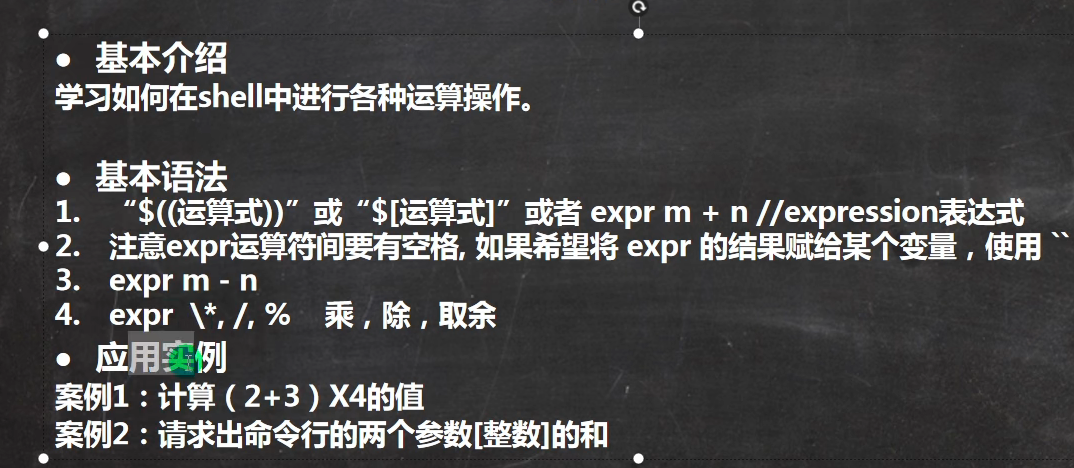 ● 基本介绍
学习如何在shell中进行各种运算操作。
● 基本语法
1. “$((运算式))”或“$[运算式]”或者 expr m + n //expression表达式
2. 注意expr运算符间要有空格, 如果希望将 expr 的结果赋给某个变量，使用 ``
3. expr m - n
4. expr \*, /, % 乘，除，取余
● 应用实例
案例1：计算（2+3）X4的值
案例2：请求出命令行的两个参数[整数]的和